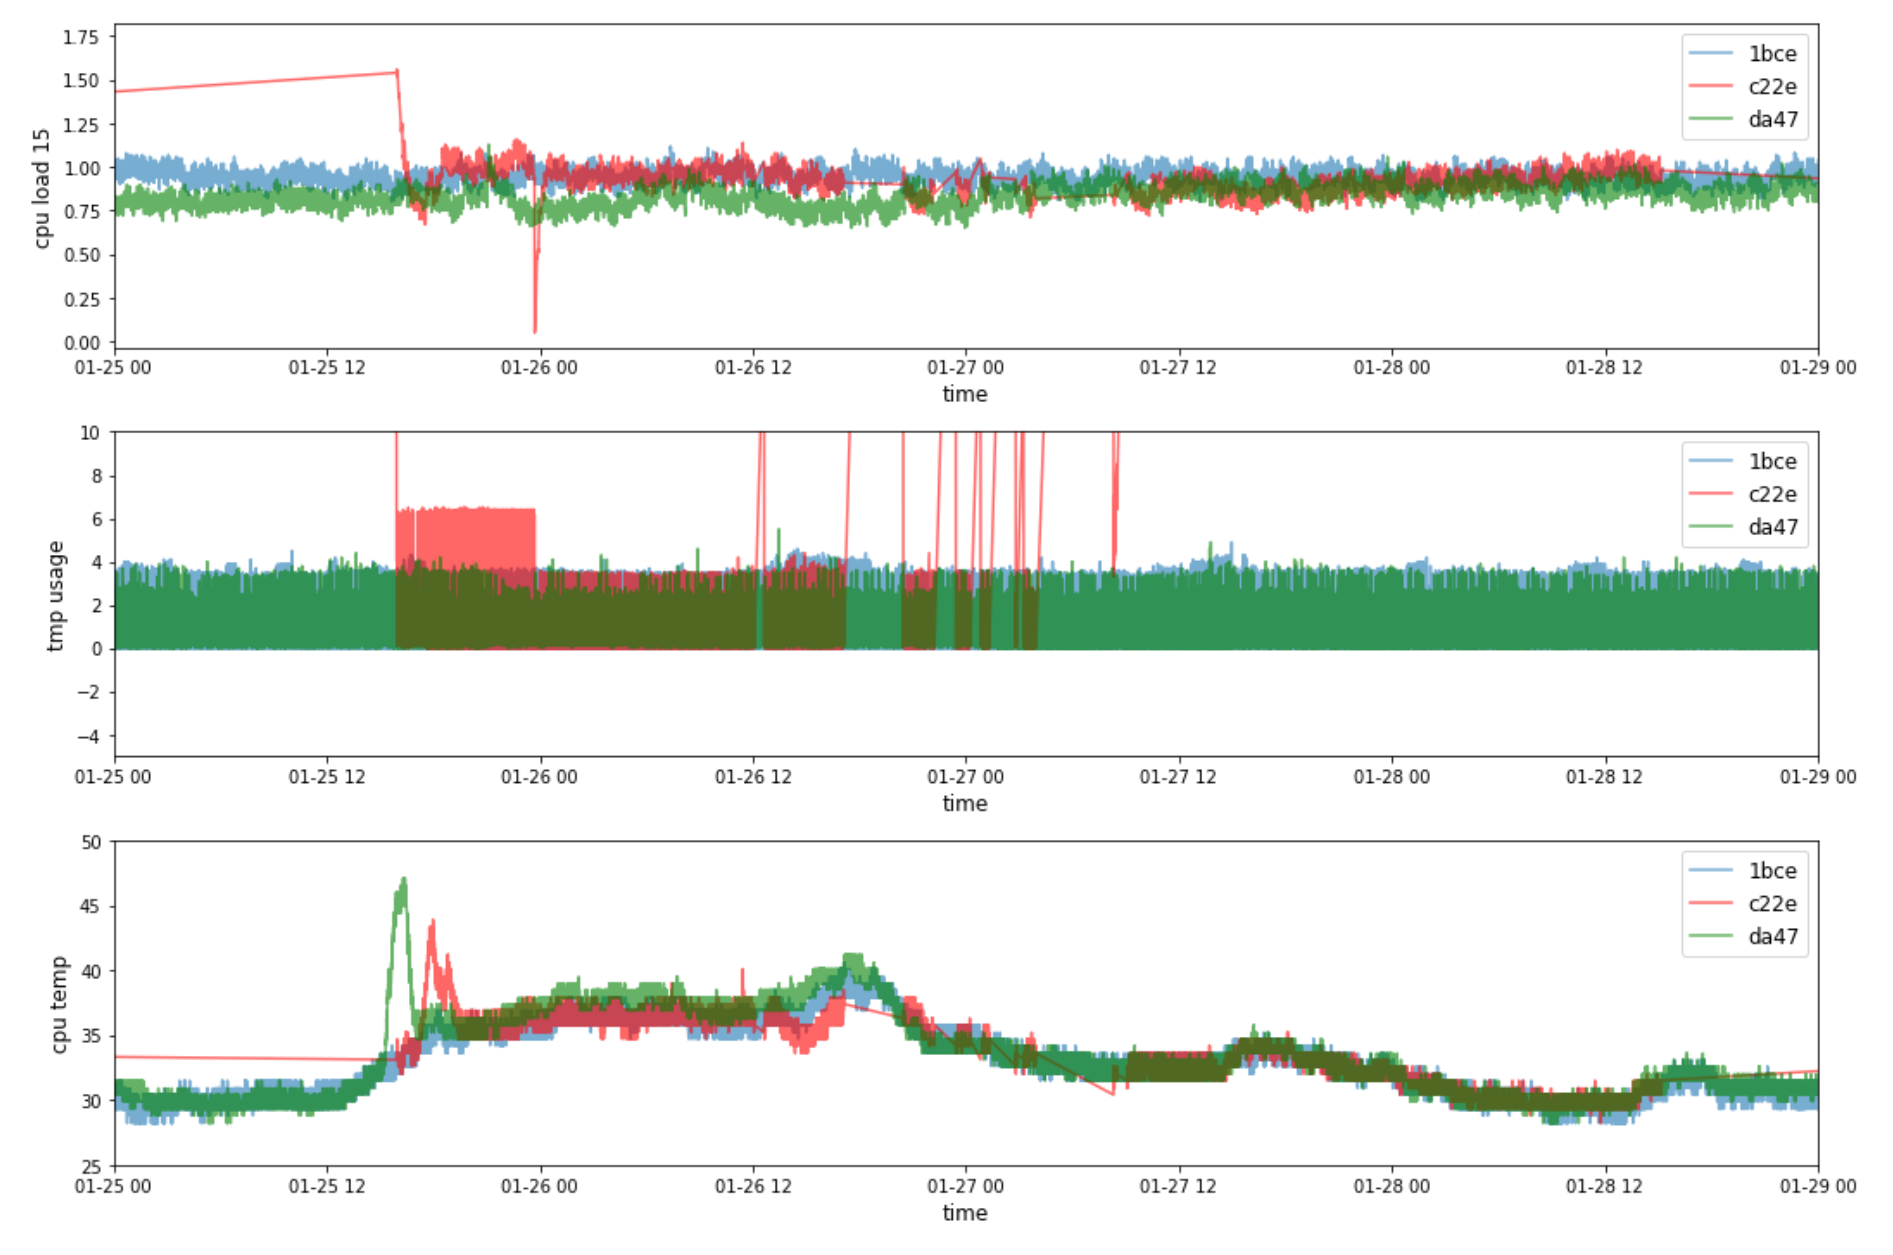 cpu load 15
1.75
1.50
1.25
1.00
0.75
0.50
0.25
0.00
1bce
c22e
da47
01-25 00 01-25 12 01-26 00 01-26 12 01-27 00 01-27 12 01-28 00 01-28 12 01-29 00
time
tmp usage
10
8
6
4
2
0
−2
−4
1bce
c22e
da47
01-25 00 01-25 12 01-26 00 01-26 12 01-27 00 01-27 12 01-28 00 01-28 12 01-29 00
time
cpu temp
50
45
40
35
30
25
1bce
c22e
da47
01-25 00 01-25 12 01-26 00 01-26 12 01-27 00 01-27 12 01-28 00 01-28 12 01-29 00
time